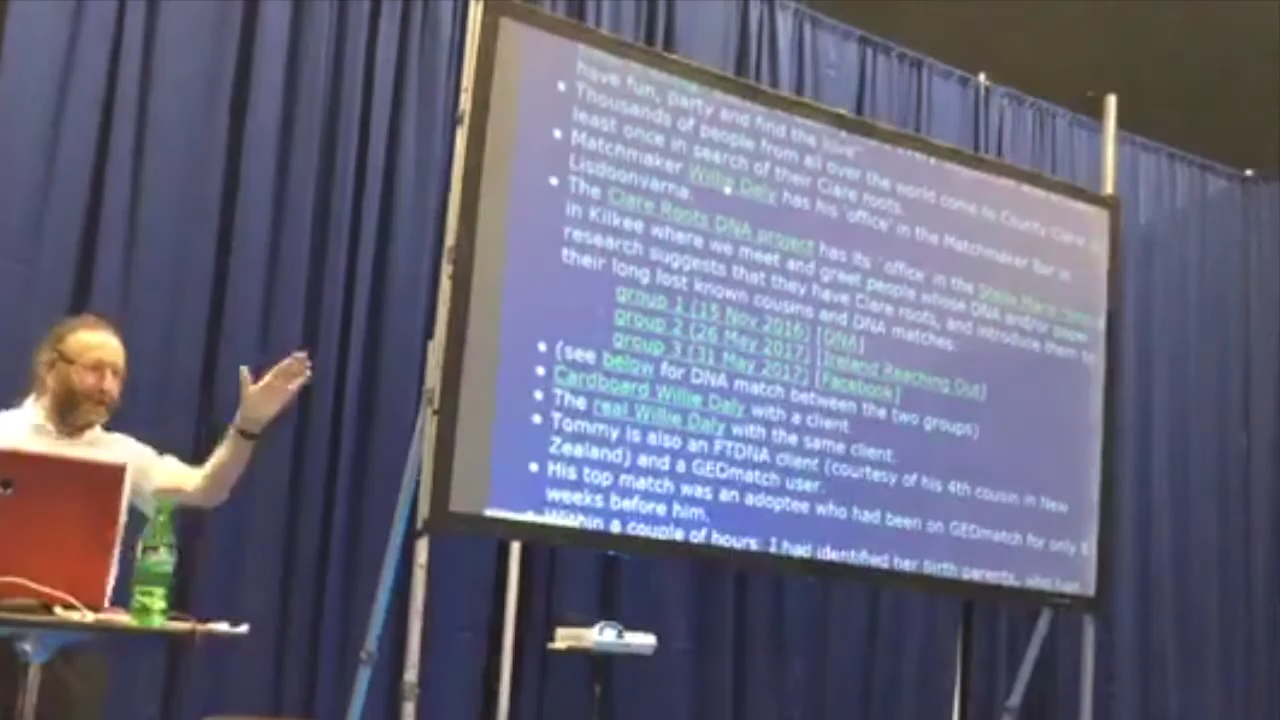 have fun, party and find the
Thousands of people from all over the world come to County Clare
least once in search of their Clare roots.
Matchmaker Willie Daly has his 'office' in the Matchmaker Bar in
Lisdoonvarna.
The Clare Roots DNA project has its 'office' in the
in Kilkee where we meet and greet people whose DNA and/or paper
research suggests that they have Clare roots, and introduce them to
their long lost known cousins and DNA matches.
group 1 (15 Nov 2016) [DNA]
group 2 (26 May 2017) [Ireland Reaching Out]
group 3 (31 May 2017) [Facebook]
(see below for DNA match between the two groups)
Cardboard Willie Daly with a client
The real Willie Daly with the same client.
Tommy is also an FTDNA client (courtesy of his 4th cousin in New
Zealand) and a GEDmatch user.
His top match was an adoptee who had been on GEDmatch for only
weeks before him.
Within a couple of hours, I had identified her birth parents, who had